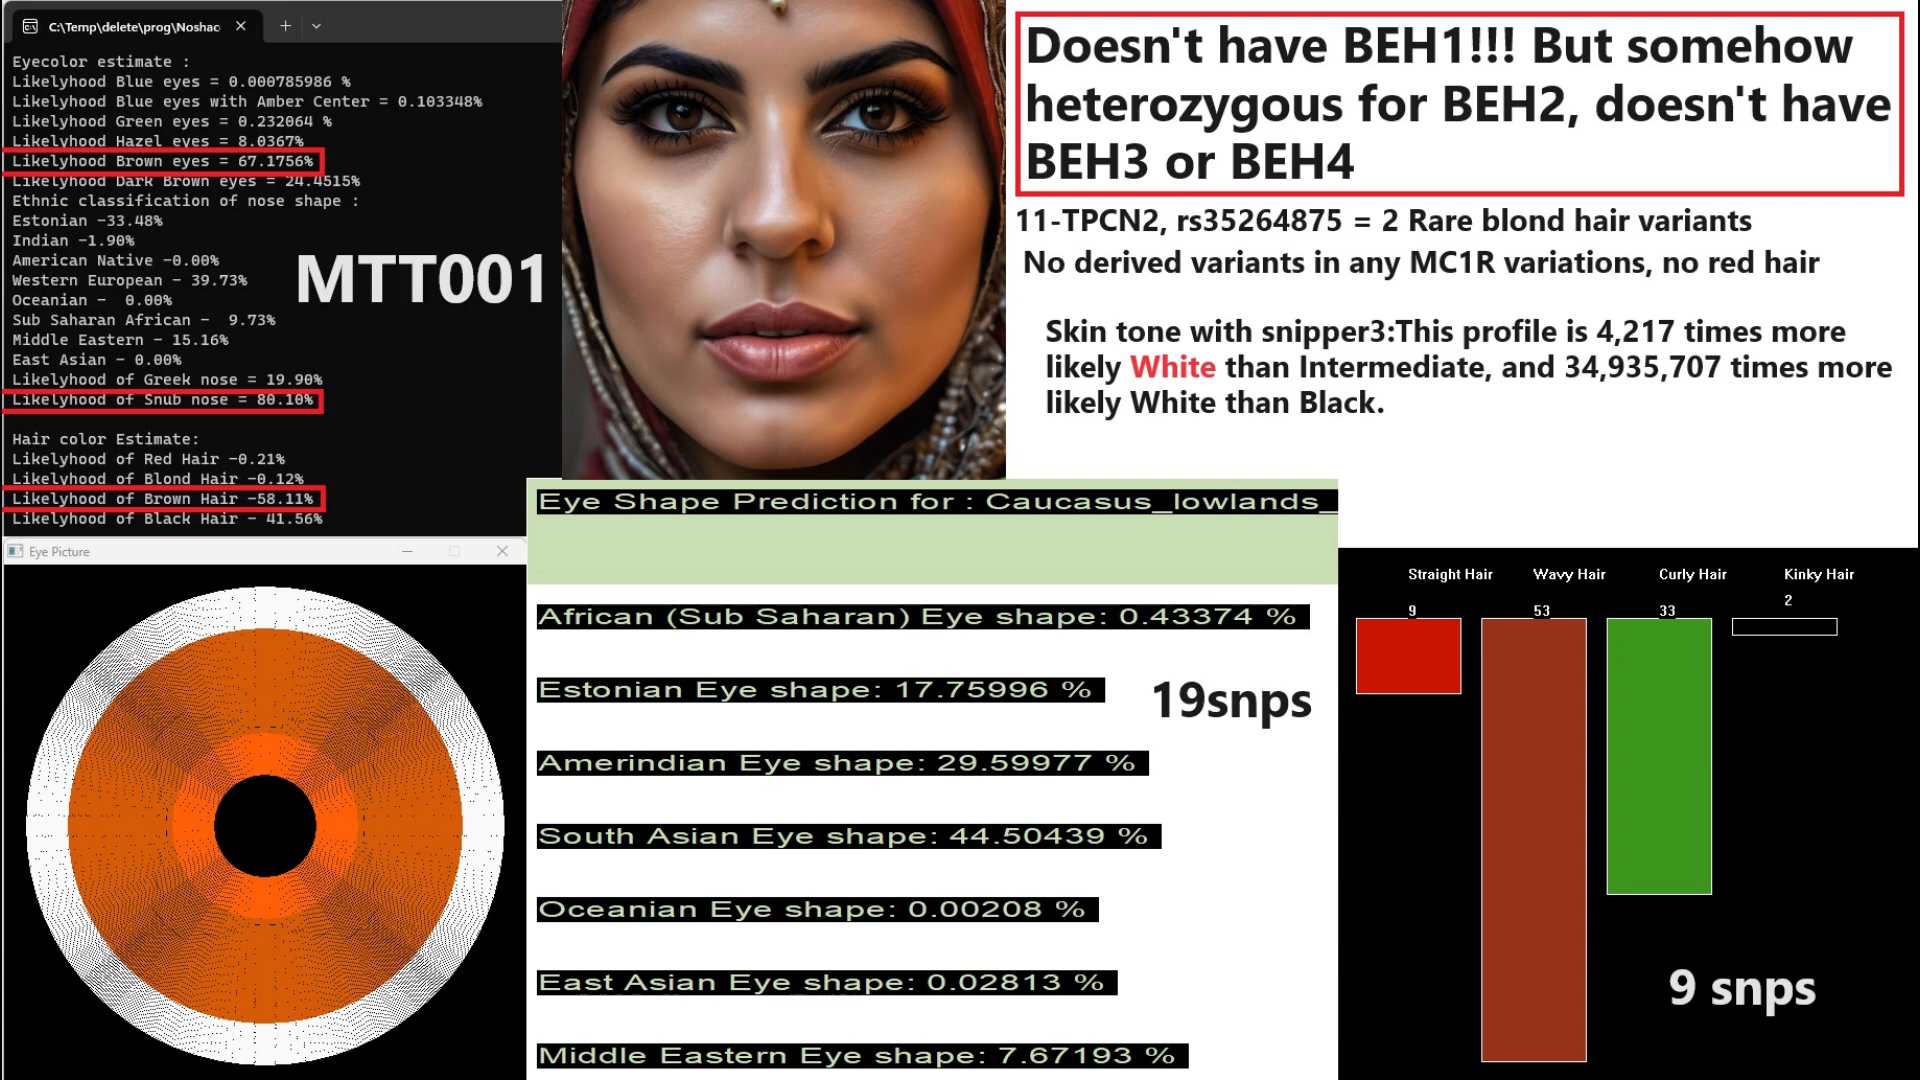 C:\Temp\delete\prog\Noshac
Eyecolor estimate :
Likelyhood Blue eyes = 0.000785986 %
Likelyhood Blue eyes with Amber Center = 0.103348%
Likelyhood Green eyes = 0.232064 %
Likelyhood Hazel eyes = 8.0367%
Likelyhood Brown eyes = 67.1756%
Likelyhood Dark Brown eyes = 24.4515%
Ethnic classification of nose shape :
Estonian -33.48%
Indian -1.90%
American Native -0.00%
Western European - 39.73%
Oceanian -  0.00%
Sub Saharan African -  9.73%
Middle Eastern - 15.16%
East Asian - 0.00%
Likelyhood of Greek nose = 19.90%
Likelyhood of Snub nose = 80.10%
Hair color Estimate:
Likelyhood of Red Hair -0.21%
Likelyhood of Blond Hair -0.12%
Likelyhood of Brown Hair -58.11%
Likelyhood of Black Hair - 41.56%
MTT001
Doesn't have BEH1!!! But somehow
heterozygous for BEH2, doesn't have
BEH3 or BEH4
11-TPCN2, rs35264875 = 2 Rare blond hair variants
No derived variants in any MC1R variations, no red hair
Skin tone with snipper3:This profile is 4,217 times more
likely White than Intermediate, and 34,935,707 times more
likely White than Black.
Eye Picture
Eye Shape Prediction for : Caucasus_lowlands_
African (Sub Saharan) Eye shape: 0.43374 %
Estonian Eye shape: 17.75996 %
Amerindian Eye shape: 29.59977 %
South Asian Eye shape: 44.50439 %
Oceanian Eye shape: 0.00208 %
East Asian Eye shape: 0.02813 %
Middle Eastern Eye shape: 7.67193 %
19snps
Straight Hair Wavy Hair Curly Hair Kinky Hair
9 53 33 2
9 snps